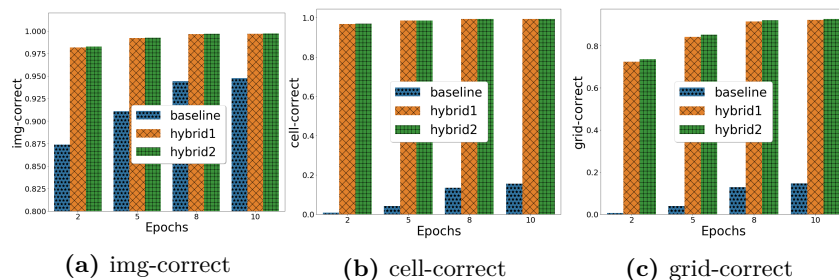 1.000
0.975
0.950
0.925
0.900
0.875
0.850
0.825
0.800
img-correct
baseline
hybrid1
hybrid2
2 5 8 10
Epochs
(a) img-correct
1.0
0.8
0.6
0.4
0.2
0.0
cell-correct
baseline
hybrid1
hybrid2
2 5 8 10
Epochs
(b) cell-correct
0.8
0.6
0.4
0.2
0.0
grid-correct
baseline
hybrid1
hybrid2
2 5 8 10
Epochs
(c) grid-correct